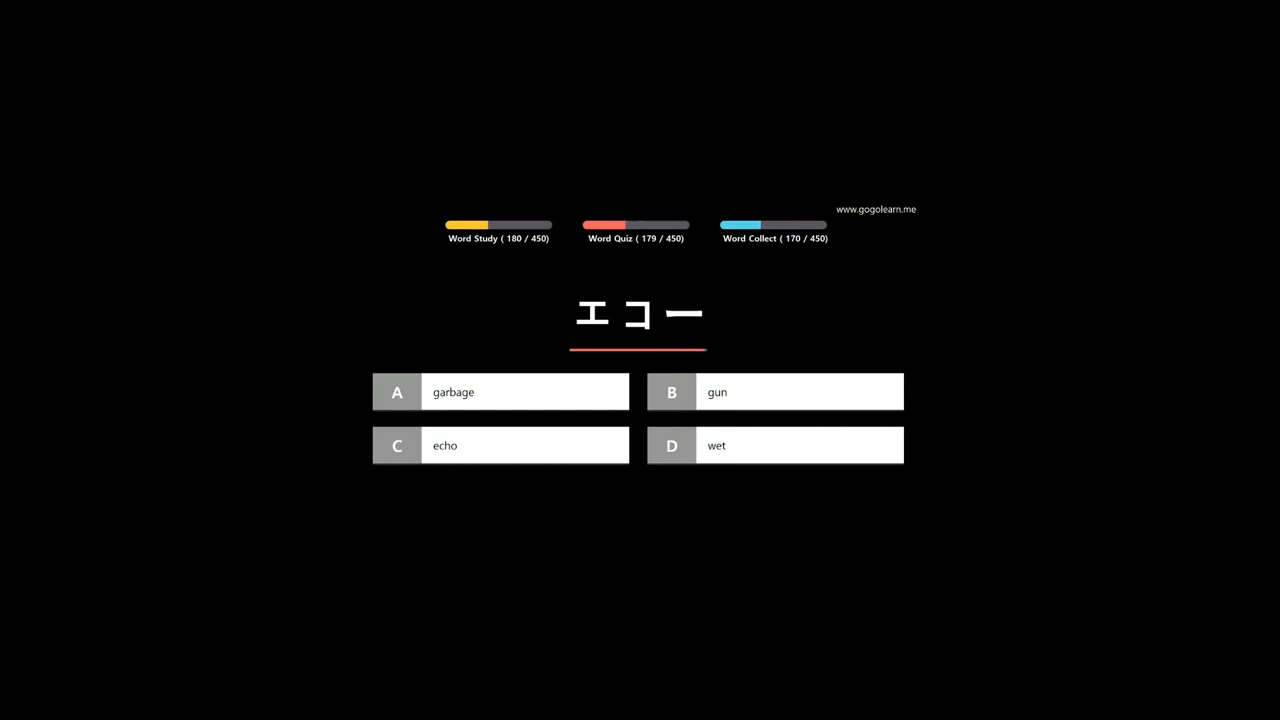 www.gogolearn.me
Word Study ( 180 / 450)
Word Quiz ( 179 / 450)
Word Collect ( 170 / 450)
エコー
A garbage
B gun
C echo
D wet